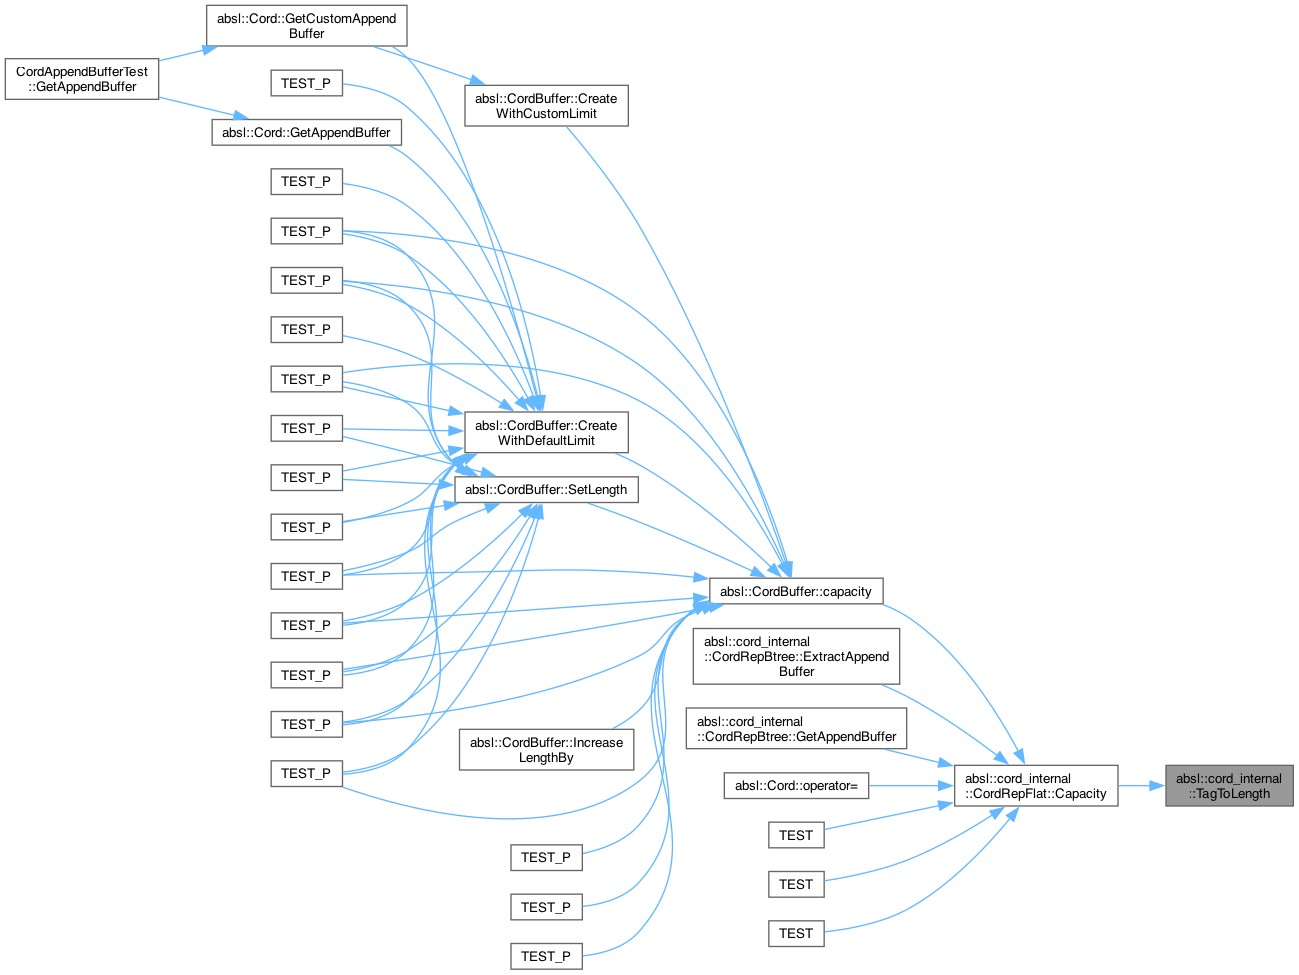 absl::Cord::GetCustomAppend
Buffer
CordAppendBufferTest
::GetAppendBuffer
TEST_P
absl::CordBuffer::Create
WithCustomLimit
absl::Cord::GetAppendBuffer
TEST_P
TEST_P
TEST_P
TEST_P
TEST_P
absl::CordBuffer::Create
WithDefaultLimit
TEST_P
TEST_P
absl::CordBuffer::SetLength
TEST_P
TEST_P
absl::CordBuffer::capacity
TEST_P
absl::cord_internal
::CordRepBtree::ExtractAppend
Buffer
TEST_P
TEST_P
absl::cord_internal
::CordRepBtree::GetAppendBuffer
absl::CordBuffer::Increase
LengthBy
TEST_P
absl::Cord::operator=
absl::cord_internal
::CordRepFlat::Capacity
absl::cord_internal
::TagToLength
TEST
TEST_P
TEST
TEST_P
TEST
TEST_P